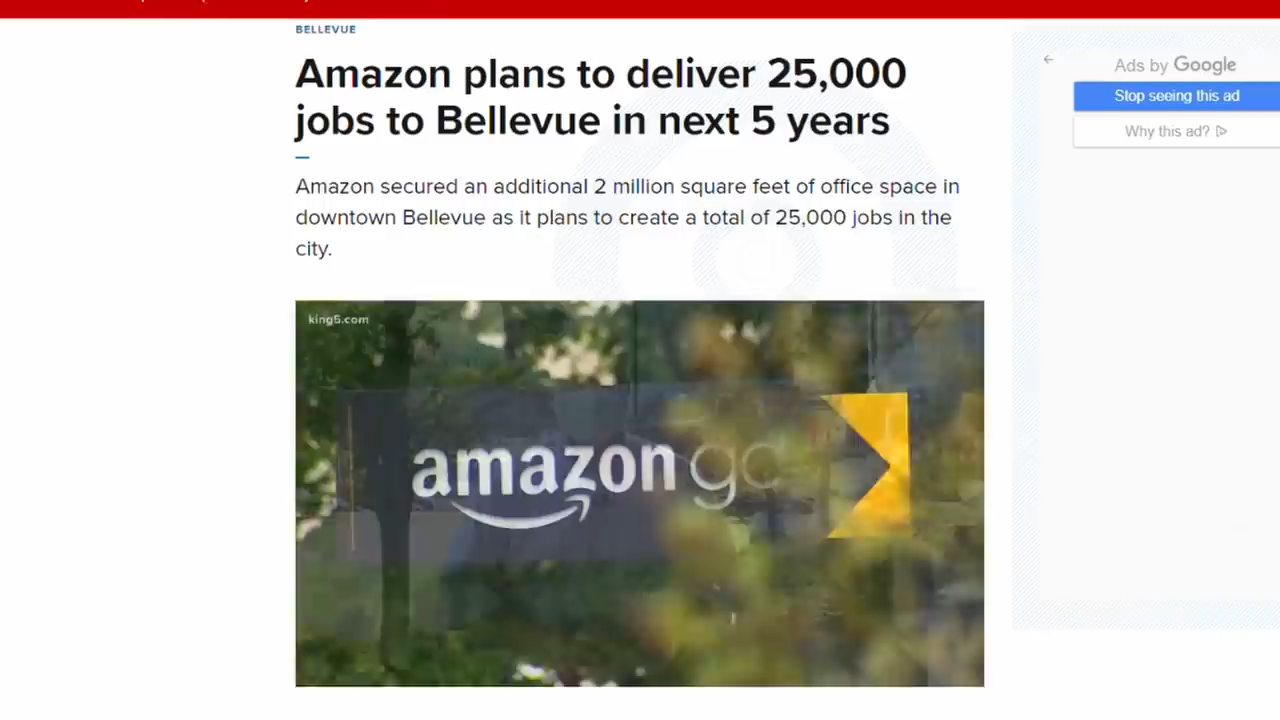 BELLEVUE
Amazon plans to deliver 25,000
jobs to Bellevue in next 5 years
Amazon secured an additional 2 million square feet of office space in
downtown Bellevue as it plans to create a total of 25,000 jobs in the
city.
king5.com
amazon go
Ads by Google
Stop seeing this ad
Why this ad?